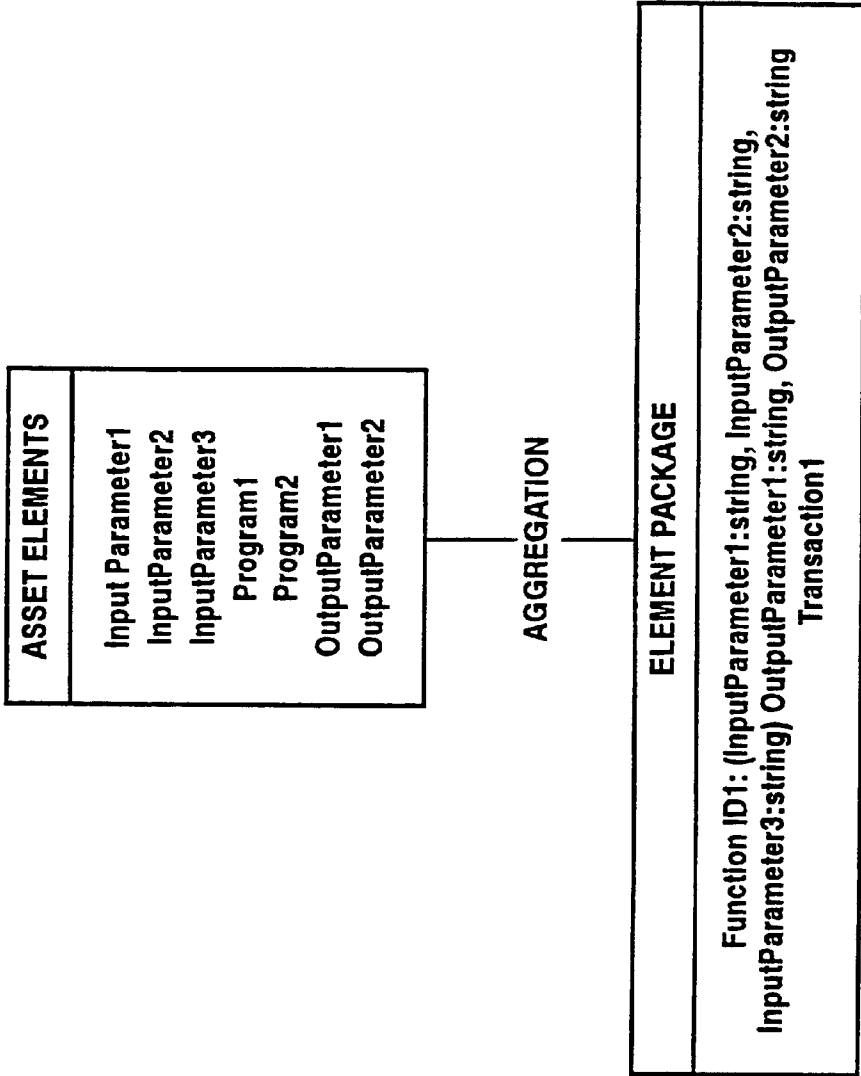 ASSET ELEMENTS
Input Parameter1
InputParameter2
InputParameter3
Program1
Program2
OutputParameter1
OutputParameter2
AGGREGATION
ELEMENT PACKAGE
Function ID1: (InputParameter1:string, InputParameter2:string,
InputParameter3:string) OutputParameter1:string, OutputParameter2:string
Transaction1